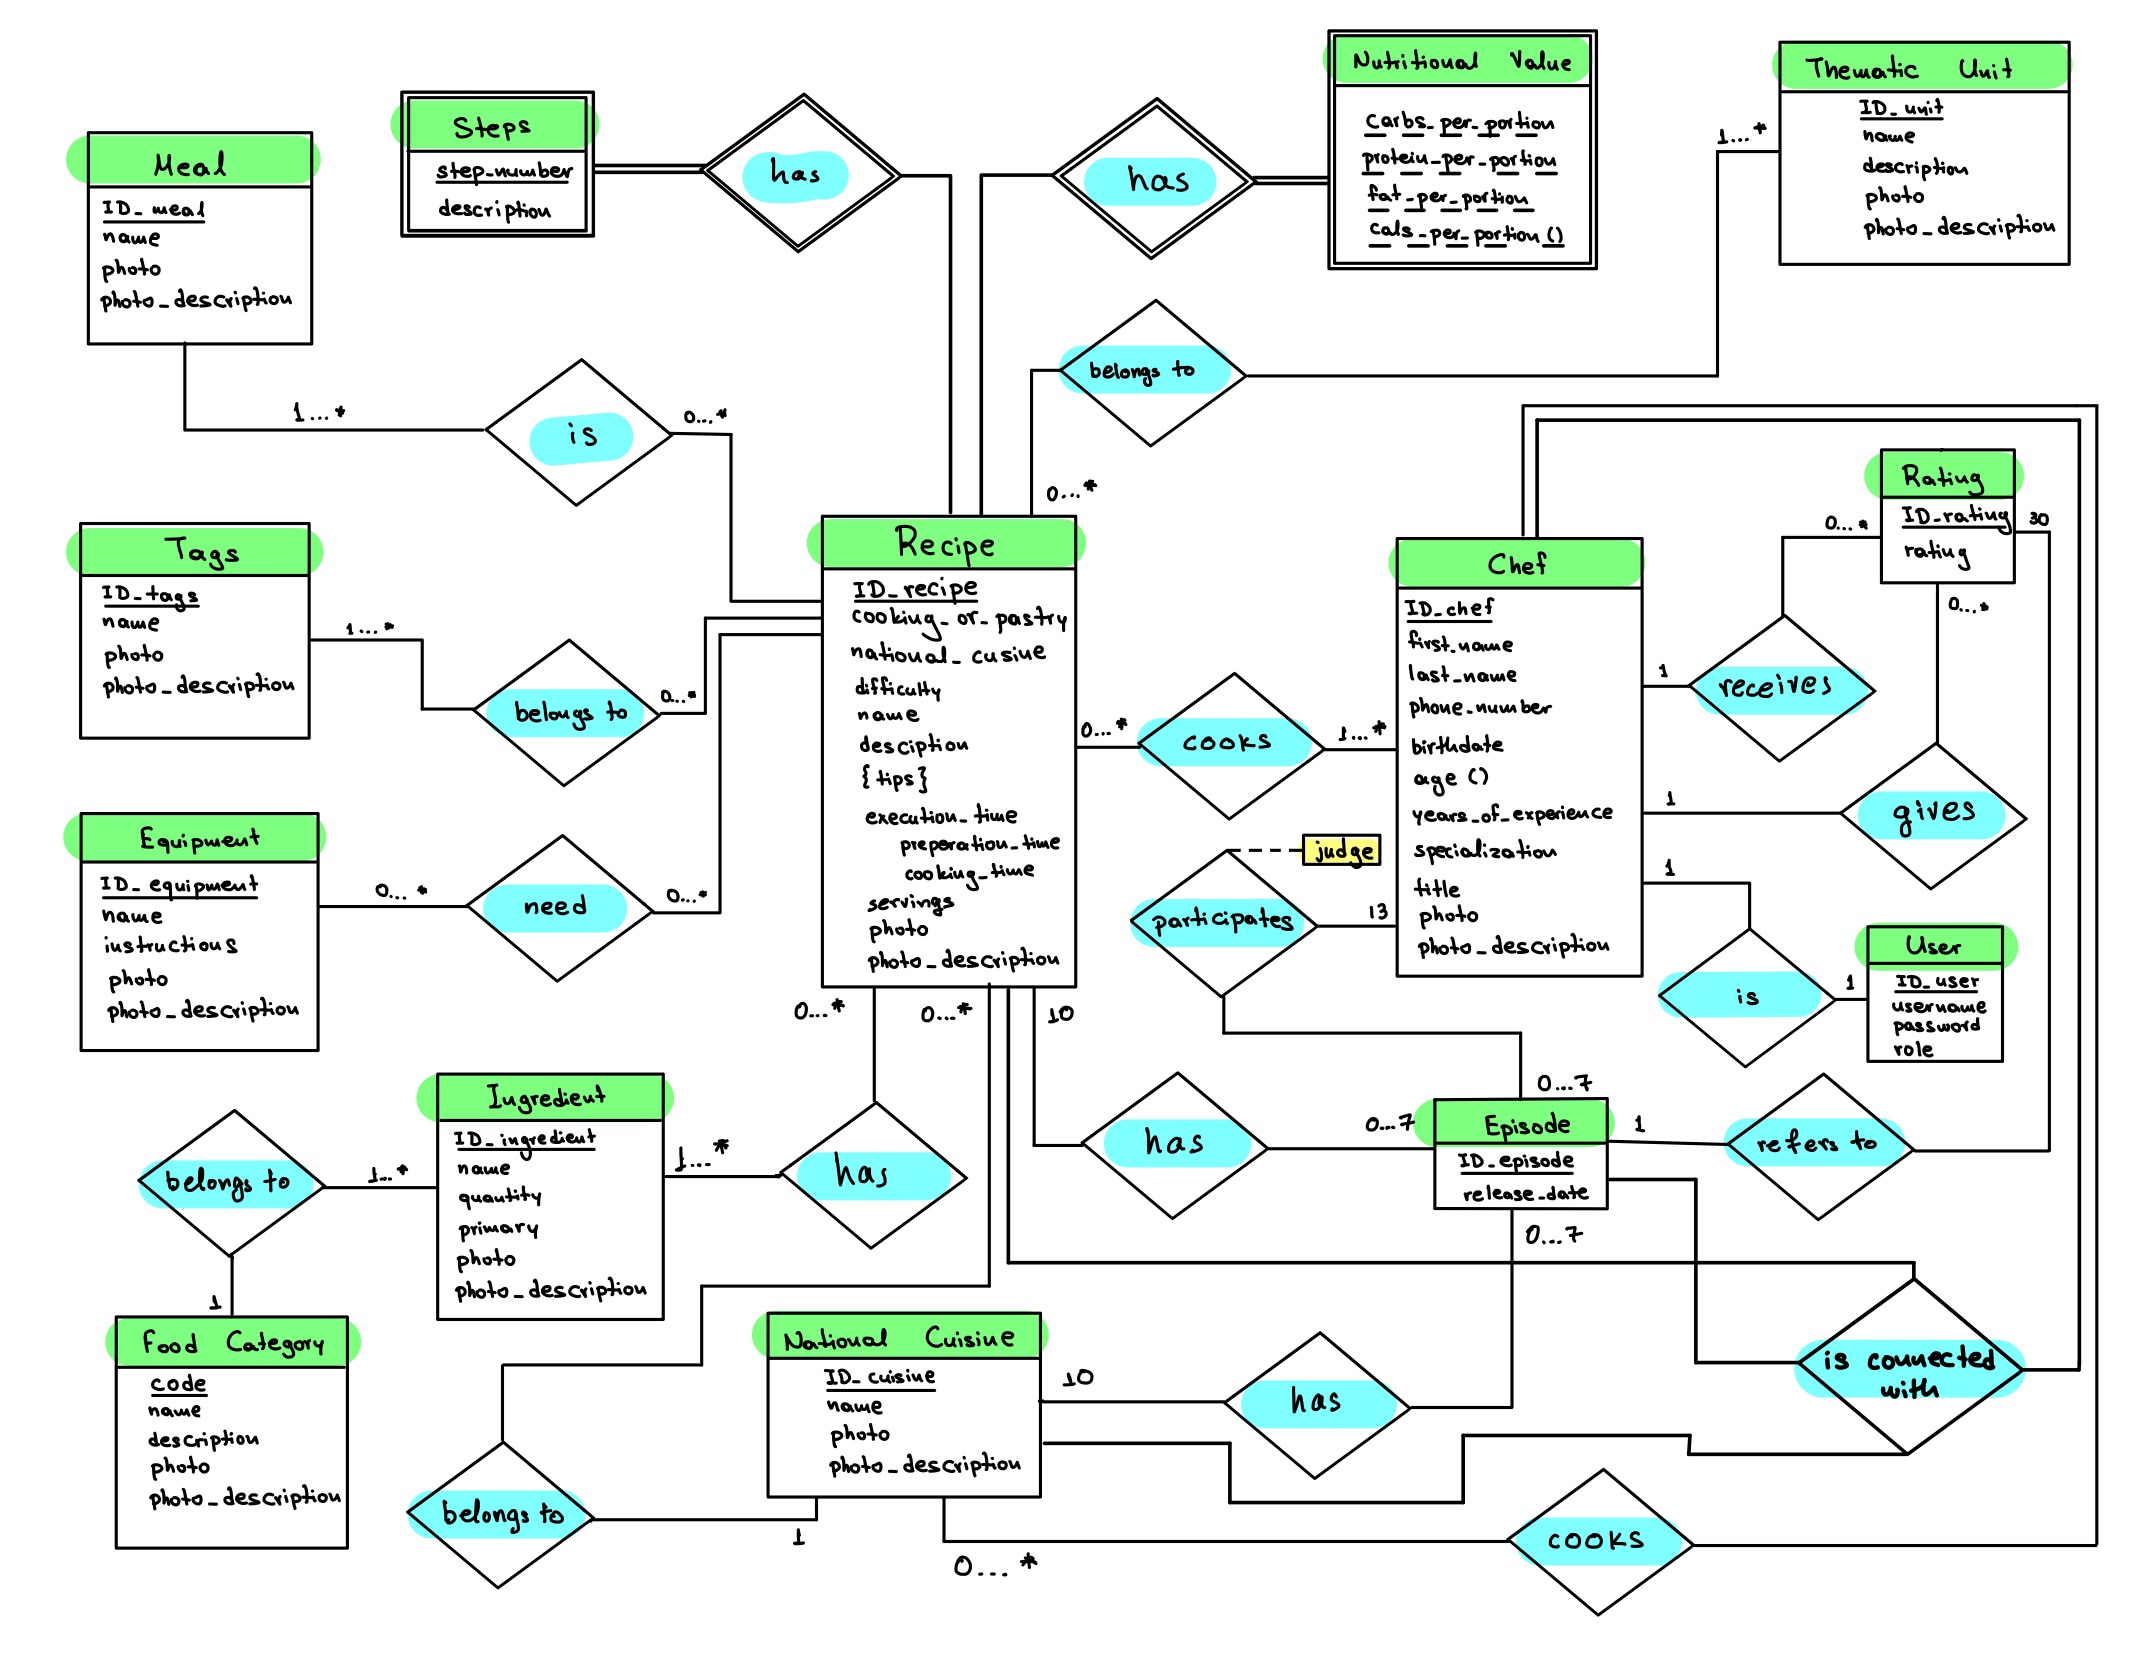 Meal
ID_meal
name
photo
photo_description
Steps
step_number
description
has
has
Nutritional Value
Carbs_per_portion
protein_per_portion
fat_per_portion
cals_per_portion ()
Thematic Unit
ID_unit
name
description
photo
photo_description
1...*
belongs to
0...*
1...*
is
0...*
Tags
ID_tags
name
photo
photo_description
1...*
belongs to
0...*
Equipment
ID_equipment
name
instructions
photo
photo_description
0...*
need
0...*
Recipe
ID_recipe
cooking_or_pastry
national_cusine
difficulty
name
desciption
{tips}
execution_time
preperation_time
cooking_time
servings
photo
photo_description
0...*
cooks
1...*
Chef
ID_chef
first_name
last_name
phone_number
birthdate
age ()
years_of_experience
specialization
title
photo
photo_description
Rating
ID_rating
rating
30
0...*
0...*
1
receives
1
gives
1
is
1
User
ID_user
username
password
role
judge
participates
13
0...7
0...*
0...*
10
has
0...7
Episode
ID_episode
release_date
1
refers to
0...7
Ingredient
ID_ingredient
name
quantity
primary
photo
photo_description
1...*
has
belongs to
1...*
1
Food Category
code
name
description
photo
photo_description
National Cuisine
ID_cuisine
name
photo
photo_description
10
has
is connected
with
belongs to
1
0...*
cooks